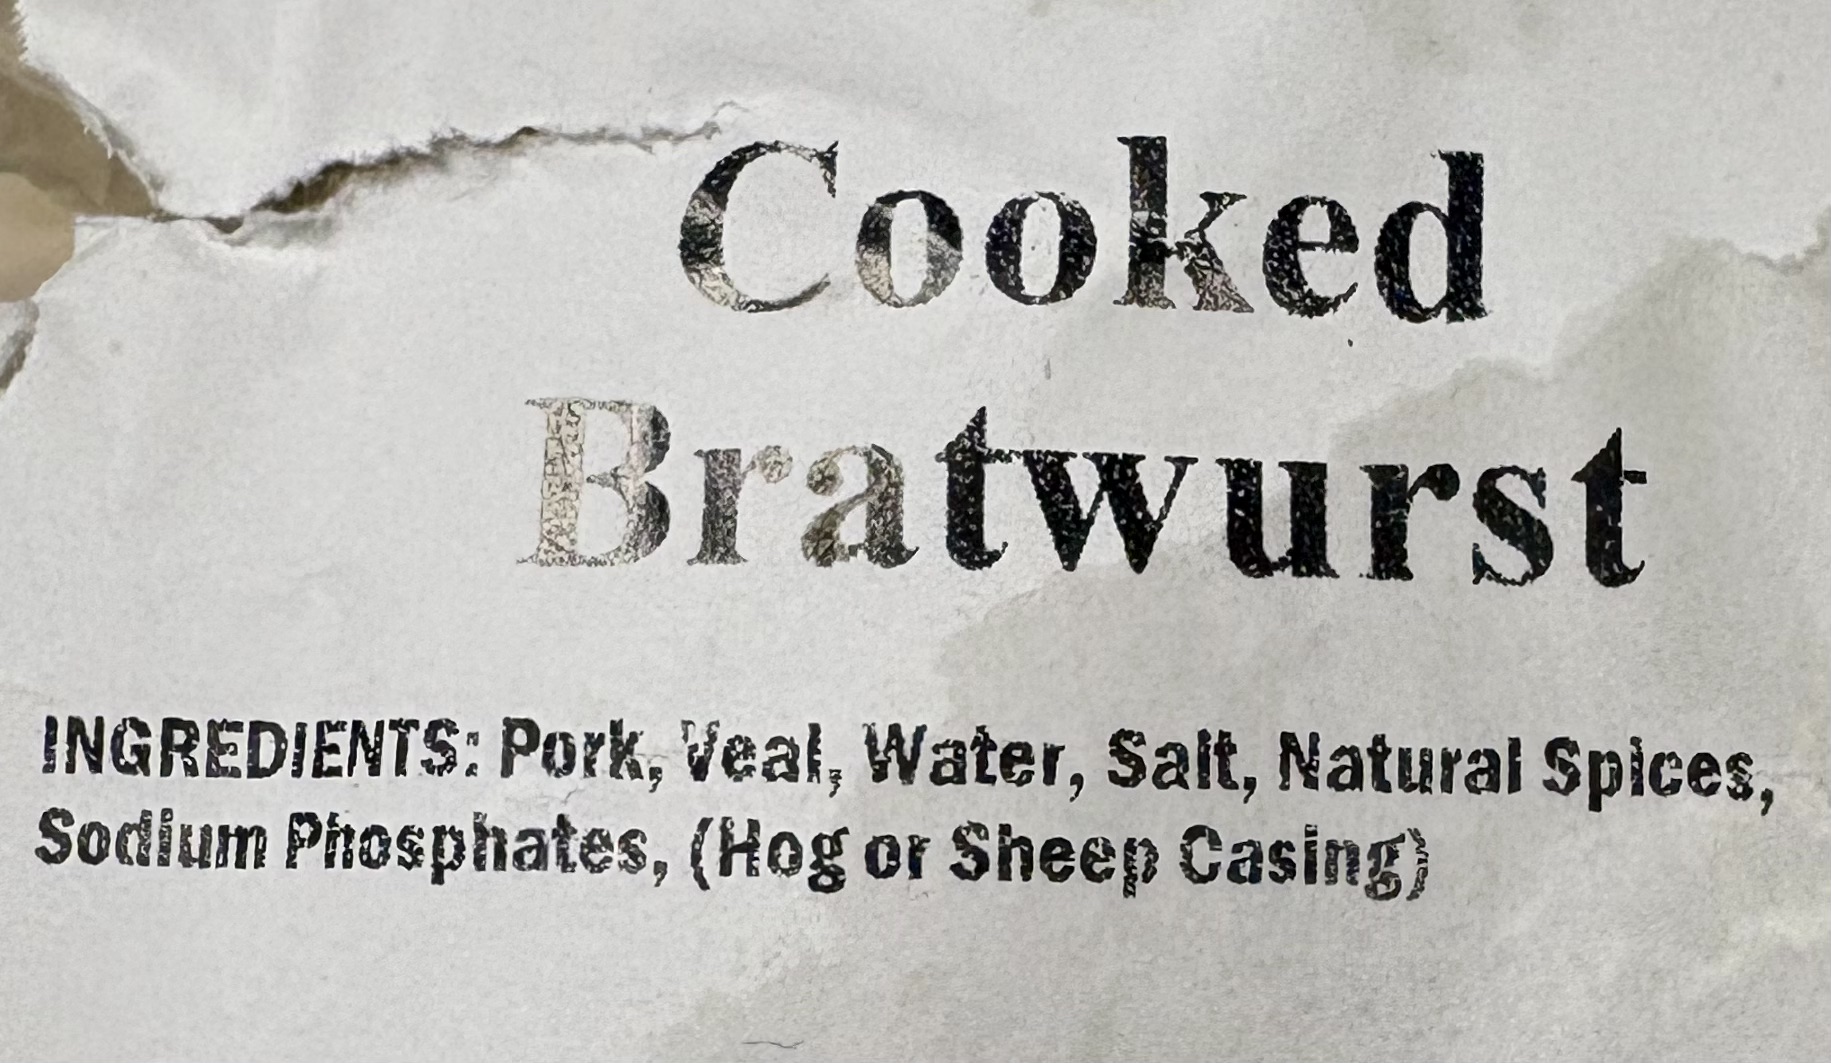 Cooked
Bratwurst
INGREDIENTS: Pork, Veal, Water, Salt, Natural Spices,
Sodium Phosphates, (Hog or Sheep Casing)